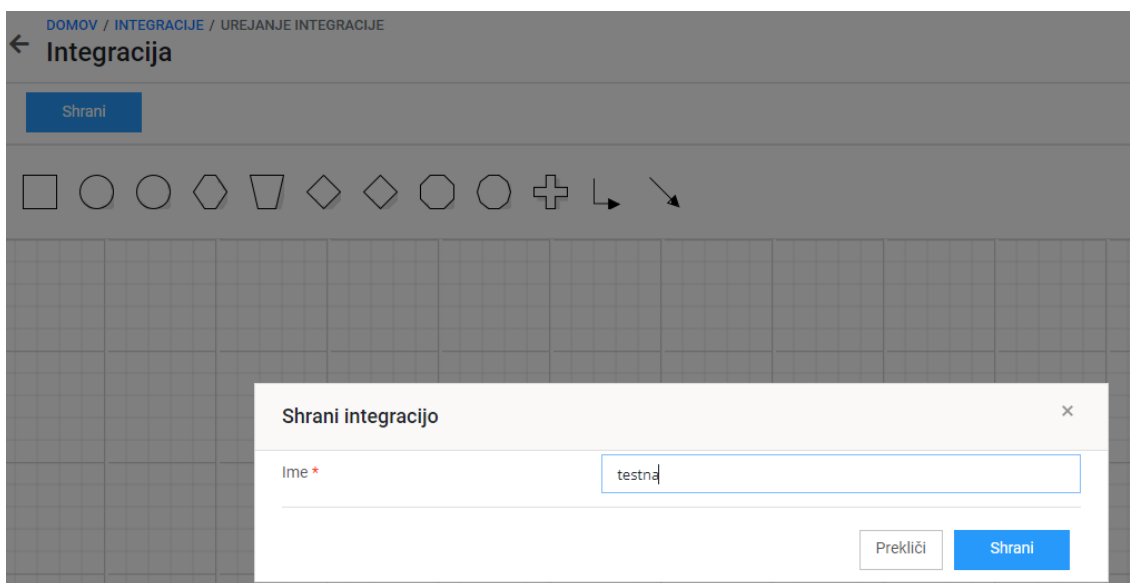 DOMOV / INTEGRACIJE / UREJANJE INTEGRACIJE
Integracija
Shrani
Shrani integracijo
×
Ime *
testna
Prekliči
Shrani